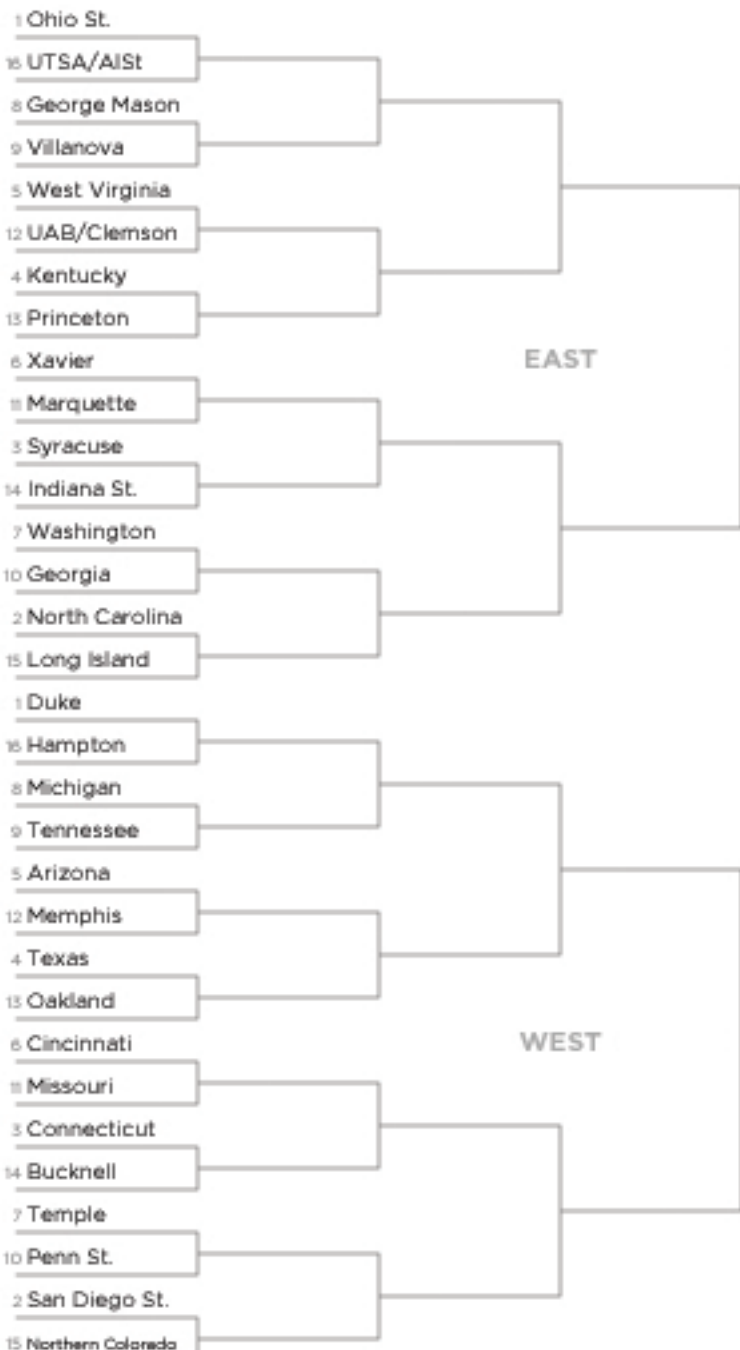 1 Ohio St.
16 UTSA/AlSt
8 George Mason
9 Villanova
5 West Virginia
12 UAB/Clemson
4 Kentucky
13 Princeton
EAST
6 Xavier
11 Marquette
3 Syracuse
14 Indiana St.
7 Washington
10 Georgia
2 North Carolina
15 Long Island
1 Duke
16 Hampton
8 Michigan
9 Tennessee
5 Arizona
12 Memphis
4 Texas
13 Oakland
WEST
6 Cincinnati
11 Missouri
3 Connecticut
14 Bucknell
7 Temple
10 Penn St.
2 San Diego St.
15 Northern Colorado